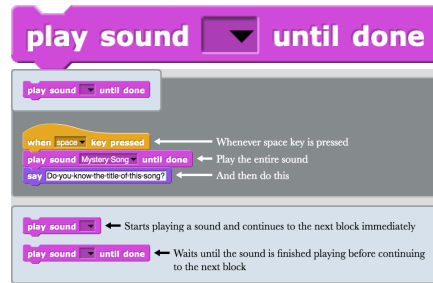 play sound until done
play sound until done
when space key pressed
Whenever space key is pressed
play sound Mystery Song until done
Play the entire sound
say Do-you-know-the-title-of-this-song?
And then do this
play sound
Starts playing a sound and continues to the next block immediately
play sound until done
Waits until the sound is finished playing before continuing
to the next block